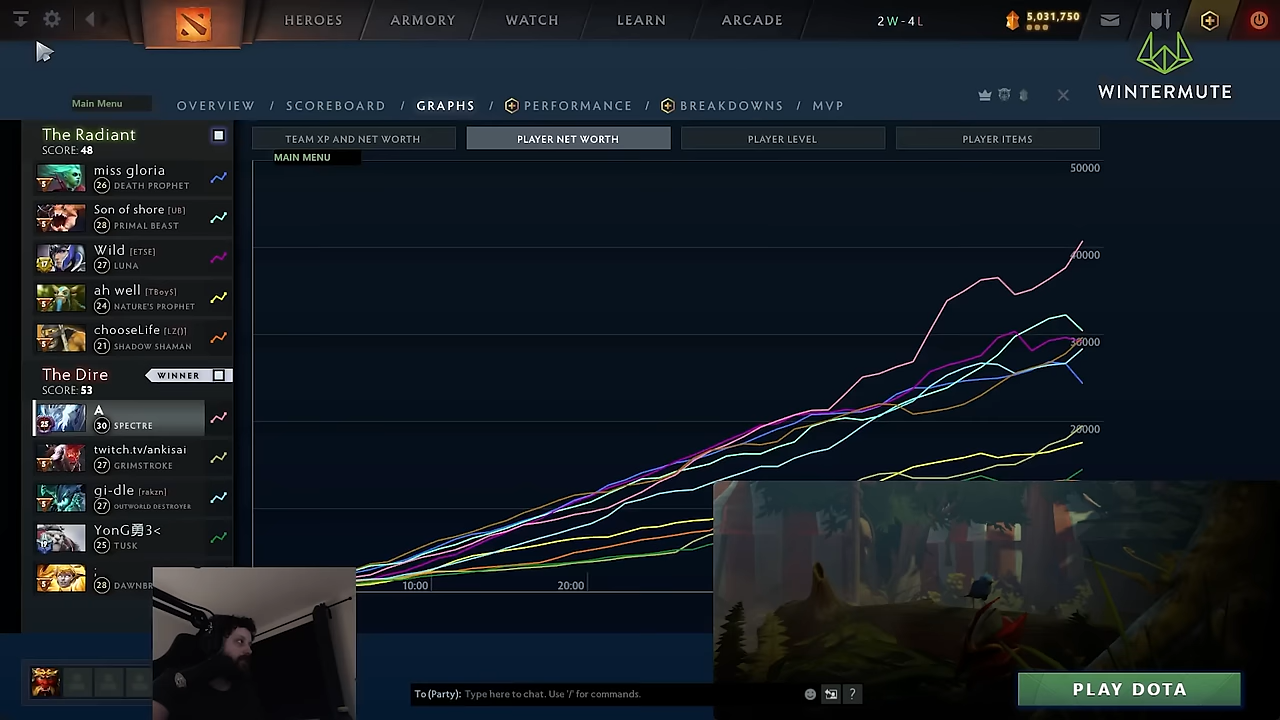 HEROES ARMORY WATCH LEARN ARCADE 2 W - 4 L 5,031,750
WINTERMUTE
Main Menu OVERVIEW / SCOREBOARD / GRAPHS / PERFORMANCE / BREAKDOWNS / MVP
The Radiant
SCORE: 48
TEAM XP AND NET WORTH PLAYER NET WORTH PLAYER LEVEL PLAYER ITEMS
MAIN MENU
50000
40000
30000
20000
10:00 20:00
miss gloria
26 DEATH PROPHET
Son of shore [UB]
28 PRIMAL BEAST
Wild [ETSE]
27 LUNA
ah well [TBoyS]
24 NATURE'S PROPHET
chooseLife [LZ()]
21 SHADOW SHAMAN
The Dire WINNER
SCORE: 53
A
30 SPECTRE
twitch.tv/ankisai
27 GRIMSTROKE
gi-dle [rakzn]
27 OUTWORLD DESTROYER
YonG勇3<
25 TUSK
28 DAWNBR
To (Party): Type here to chat. Use '/' for commands. ?
PLAY DOTA